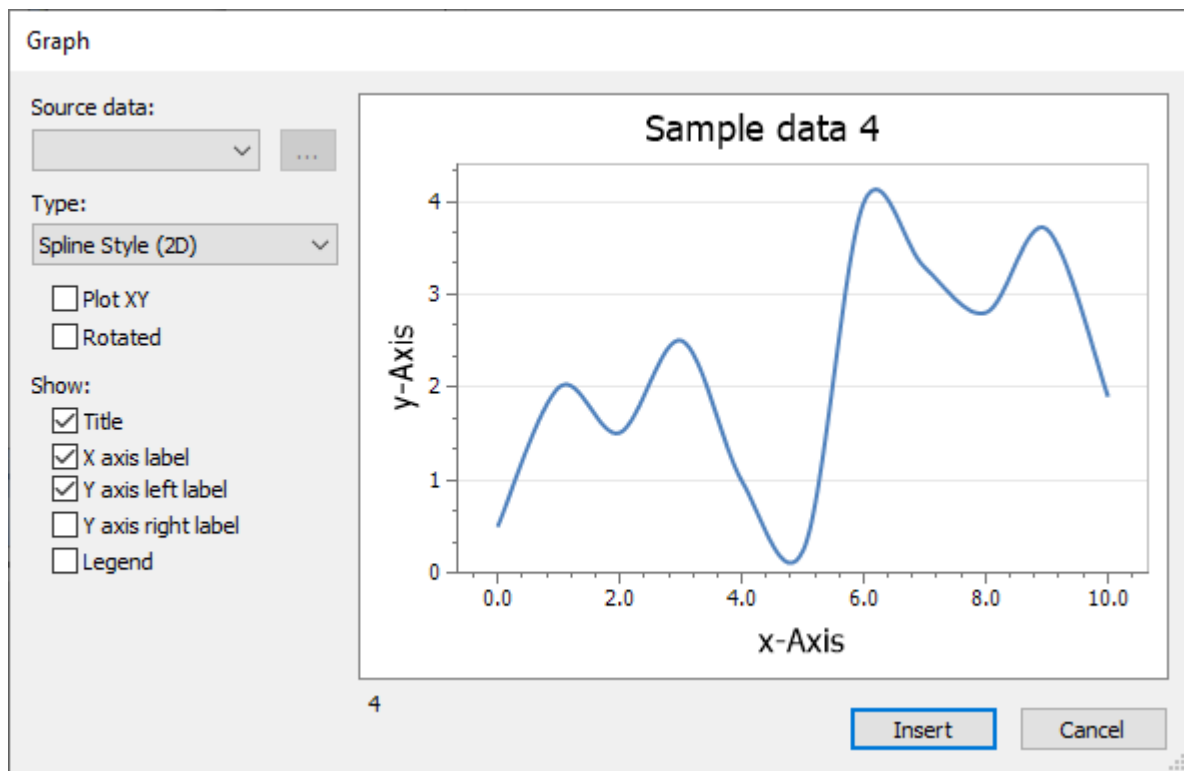 Graph
Source data:
...
Type:
Spline Style (2D)
Plot XY
Rotated
Show:
Title
X axis label
Y axis left label
Y axis right label
Legend
Sample data 4
y-Axis
4
3
2
1
0
0.0 2.0 4.0 6.0 8.0 10.0
x-Axis
4
Insert Cancel